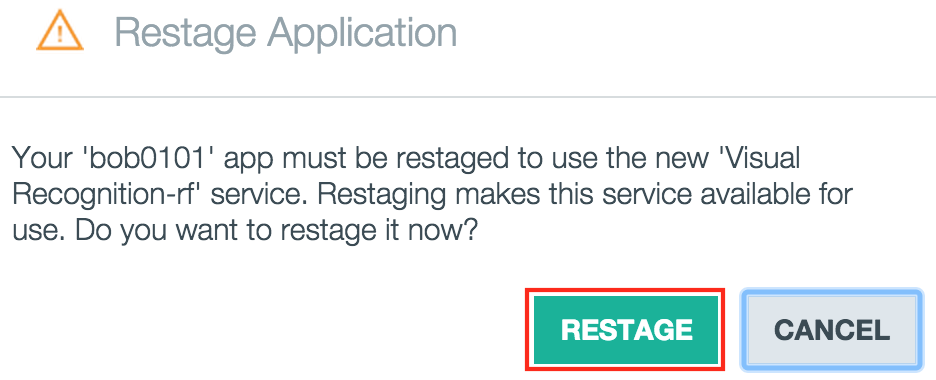 Restage Application
Your 'bob0101' app must be restaged to use the new 'Visual
Recognition-rf' service. Restaging makes this service available for
use. Do you want to restage it now?
RESTAGE
CANCEL